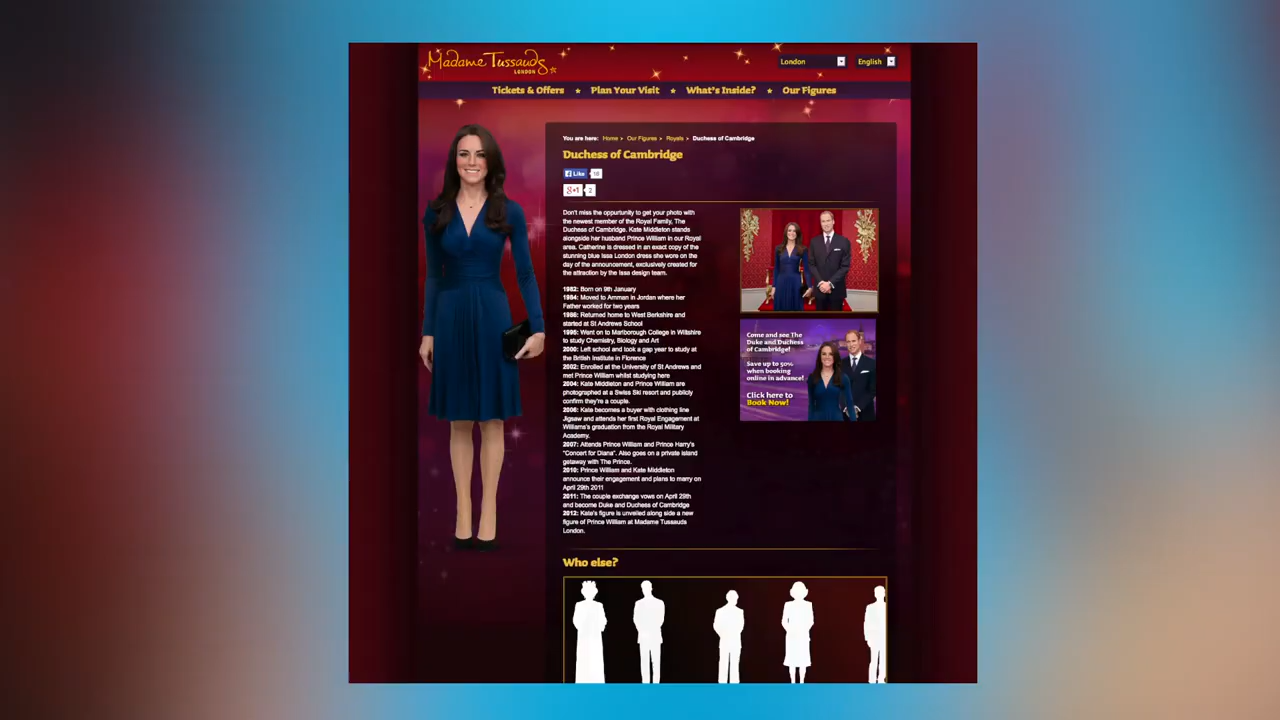 Madame Tussauds
LONDON
London
English
Tickets & Offers
Plan Your Visit
What's Inside?
Our Figures
You are here: Home > Our Figures > Royals > Duchess of Cambridge
Duchess of Cambridge
Like 18
+1 2
Don't miss the opportunity to get your photo with
the newest member of the Royal Family, The
Duchess of Cambridge. Kate Middleton stands
alongside her husband Prince William in our Royal
area. Catherine is dressed in an exact copy of the
stunning blue Issa London dress she wore on the
day of the announcement, exclusively created for
the attraction by the Issa design team.
1982: Born on 9th January
1984: Moved to Amman in Jordan where her
Father worked for two years
1986: Returned home to West Berkshire and
started at St Andrews School
1995: Went on to Marlborough College in Wiltshire
to study Chemistry, Biology and Art
2000: Left school and took a gap year to study at
the British Institute in Florence
2002: Enrolled at the University of St Andrews and
met Prince William whilst studying here
2004: Kate Middleton and Prince William are
photographed at a Swiss Ski resort and publicly
confirm they're a couple.
2006: Kate becomes a buyer with clothing line
Jigsaw and attends her first Royal Engagement at
Williams's graduation from the Royal Military
Academy.
2007: Attends Prince William and Prince Harry's
"Concert for Diana". Also goes on a private island
getaway with The Prince.
2010: Prince William and Kate Middleton
announce their engagement and plans to marry on
April 29th 2011
2011: The couple exchange vows on April 29th
and become Duke and Duchess of Cambridge
2012: Kate's figure is unveiled along side a new
figure of Prince William at Madame Tussauds
London.
Come and see The
Duke and Duchess
of Cambridge!
Save up to 50%
when booking
online in advance!
Click here to
Book Now!
Who else?